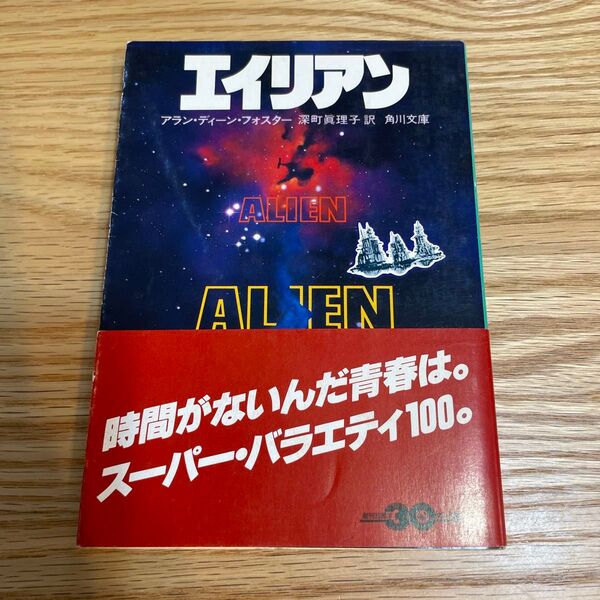 エイリアン
アラン・ディーン・フォスター 深町眞理子 訳 角川文庫
ALIEN
ALIEN
時間がないんだ青春は。
スーパー・バラエティ100。
30